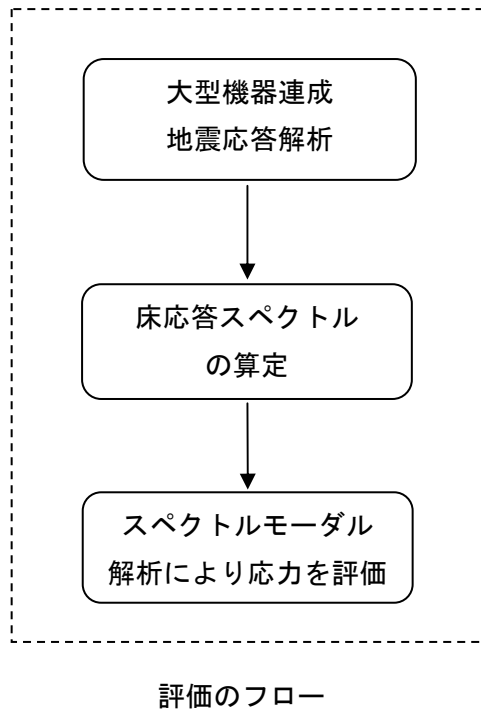 大型機器連成
地震応答解析
床応答スペクトル
の算定
スペクトルモーダル
解析により応力を評価
評価のフロー